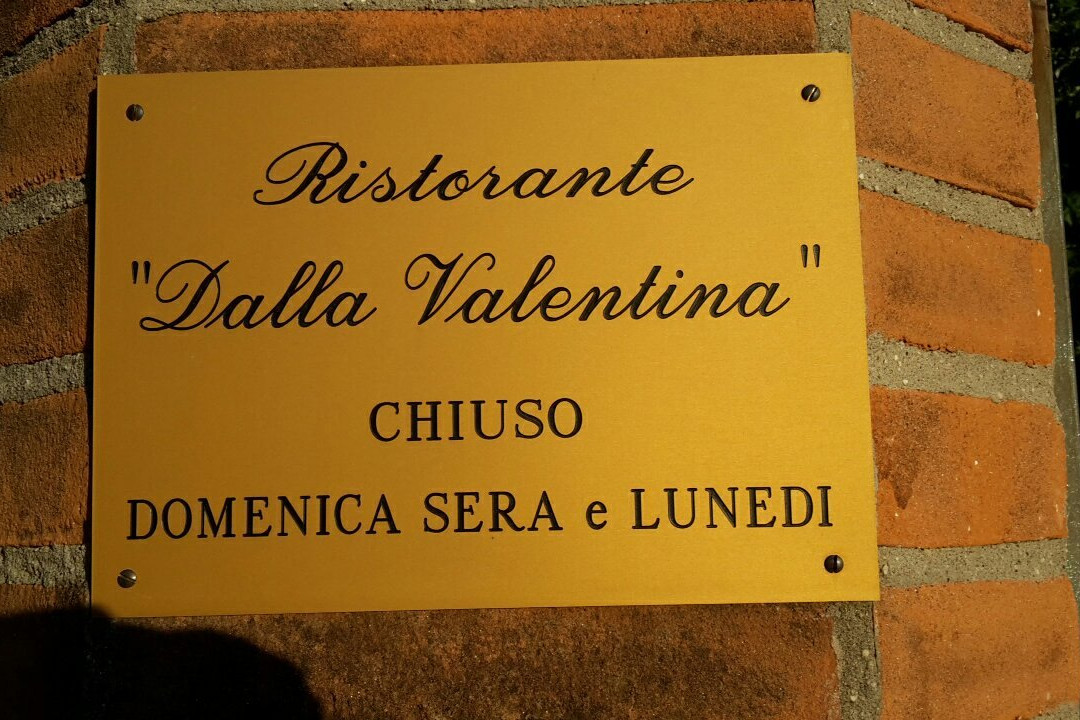 Ristorante
"Dalla Valentina"
CHIUSO
DOMENICA SERA e LUNEDI